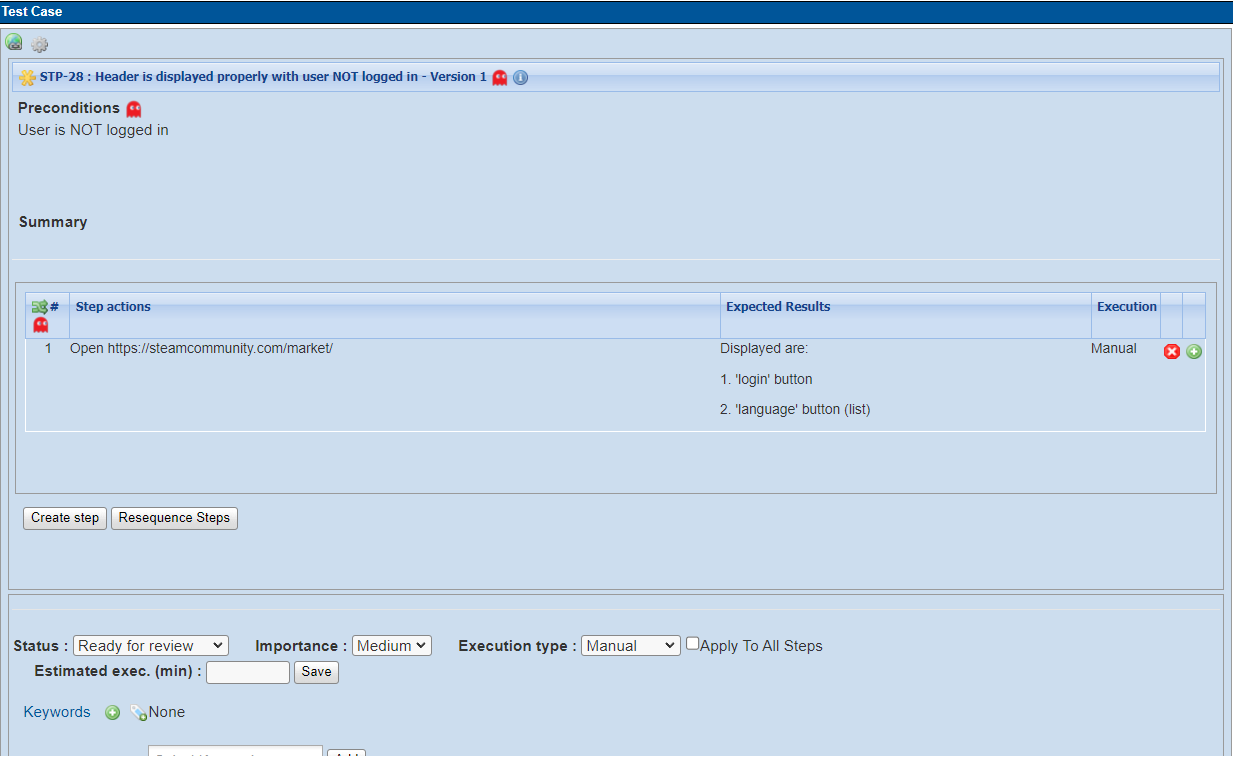 Test Case
STP-28 : Header is displayed properly with user NOT logged in - Version 1
Preconditions
User is NOT logged in
Summary
# Step actions Expected Results Execution
1 Open https://steamcommunity.com/market/ Displayed are: Manual
1. 'login' button
2. 'language' button (list)
Create step Resequence Steps
Status : Ready for review Importance : Medium Execution type : Manual Apply To All Steps
Estimated exec. (min) : Save
Keywords None